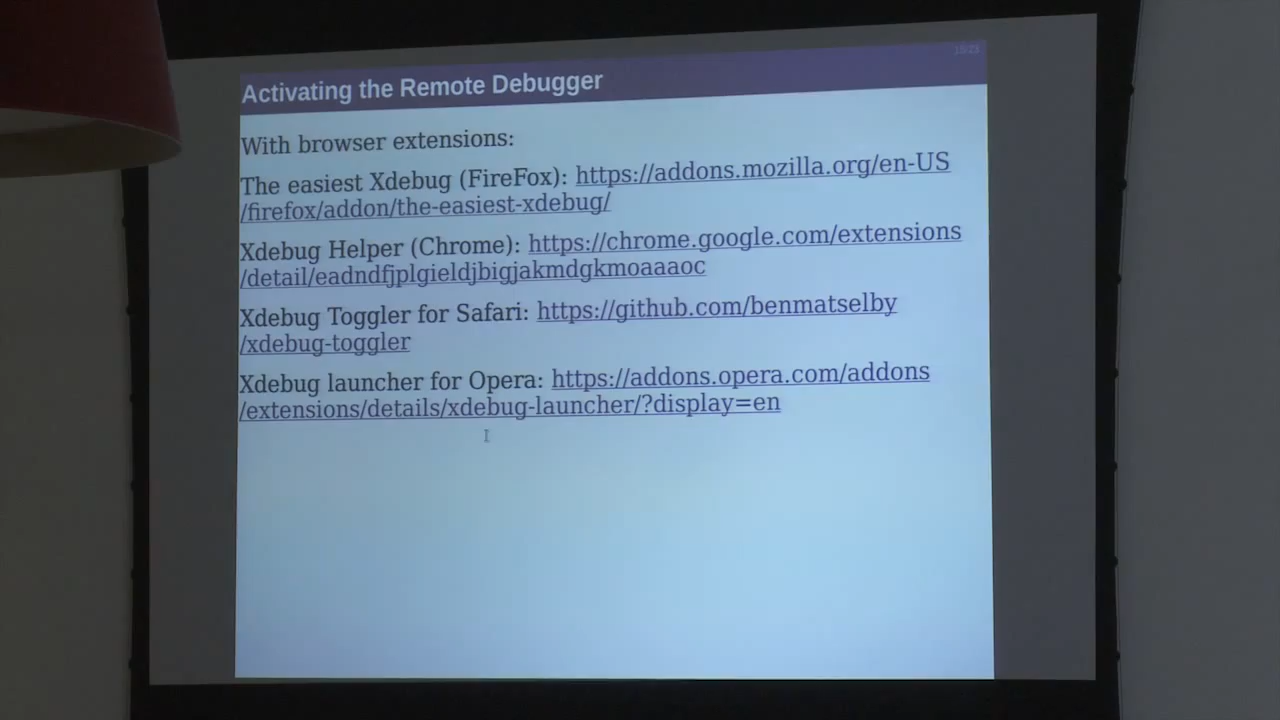 Activating the Remote Debugger
With browser extensions:
The easiest Xdebug (FireFox): https://addons.mozilla.org/en-US
/firefox/addon/the-easiest-xdebug/
Xdebug Helper (Chrome): https://chrome.google.com/extensions
/detail/eadndfjplgieldjbigjakmdgkmoaaaoc
Xdebug Toggler for Safari: https://github.com/benmatselby
/xdebug-toggler
Xdebug launcher for Opera: https://addons.opera.com/addons
/extensions/details/xdebug-launcher/?display=en